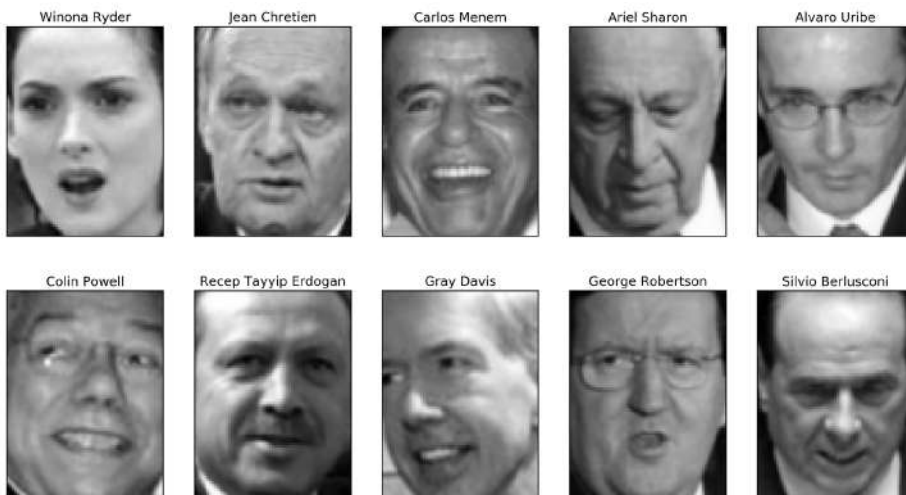 Winona Ryder
Jean Chretien
Carlos Menem
Ariel Sharon
Alvaro Uribe
Colin Powell
Recep Tayyip Erdogan
Gray Davis
George Robertson
Silvio Berlusconi